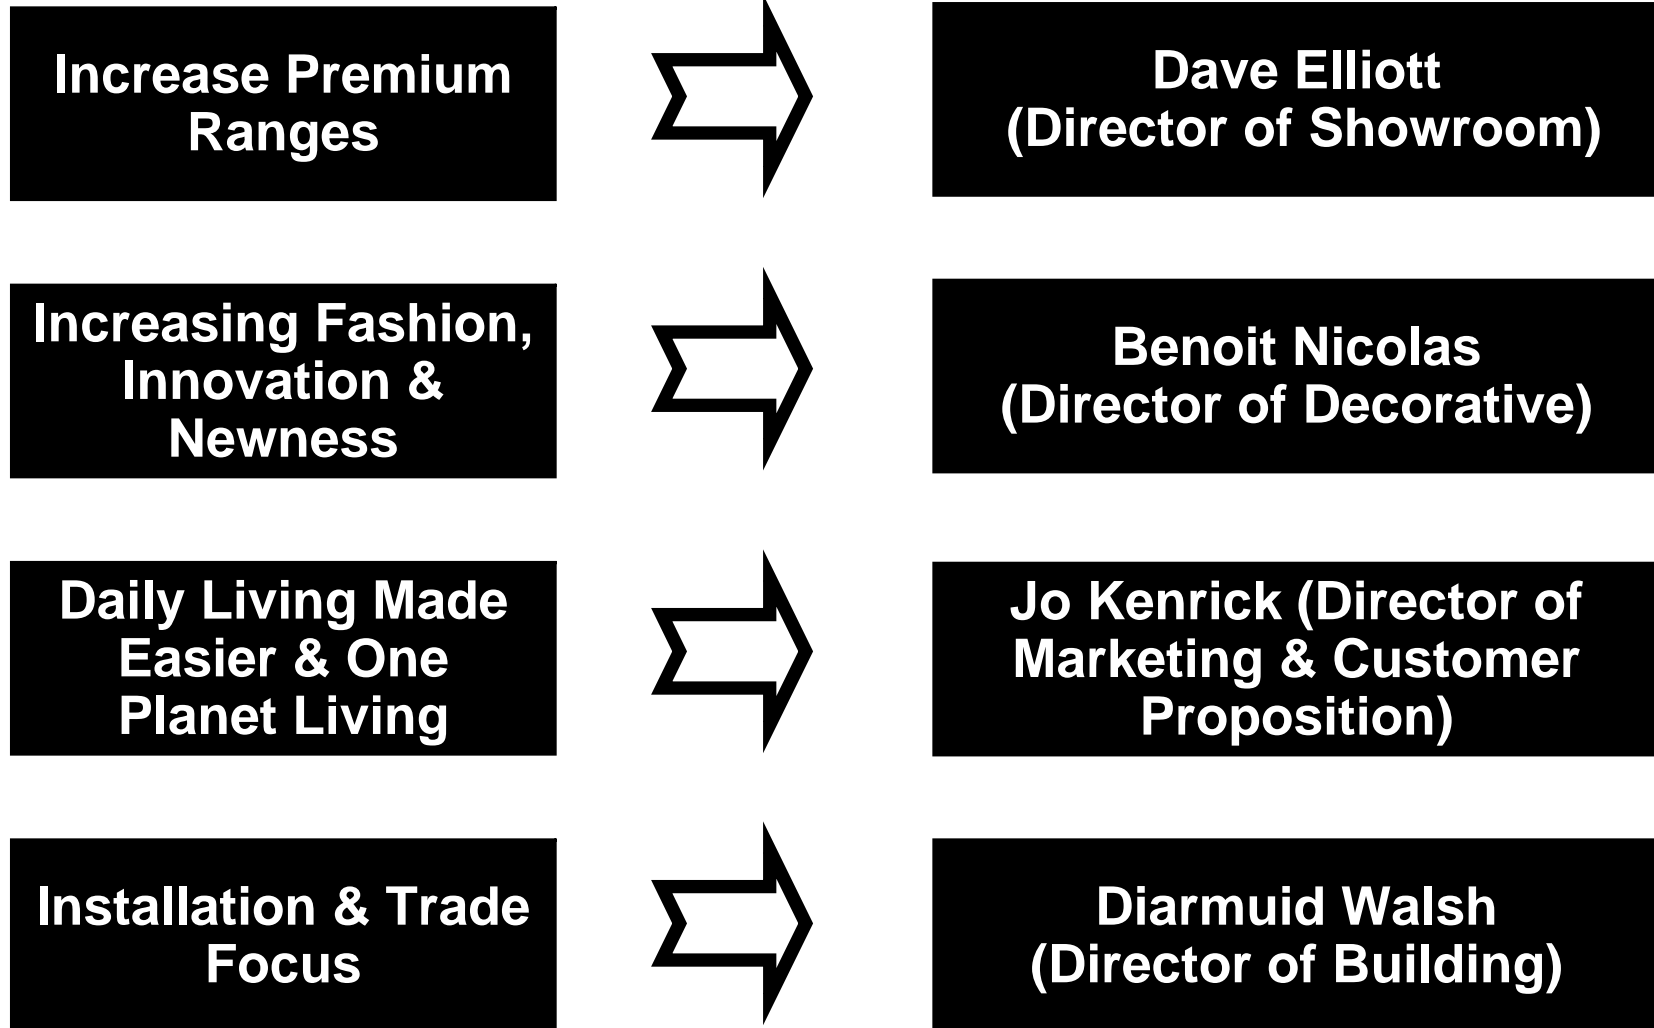 Increase Premium
Ranges
Dave Elliott
(Director of Showroom)
Increasing Fashion,
Innovation &
Newness
Benoit Nicolas
(Director of Decorative)
Daily Living Made
Easier & One
Planet Living
Jo Kenrick (Director of
Marketing & Customer
Proposition)
Installation & Trade
Focus
Diarmuid Walsh
(Director of Building)